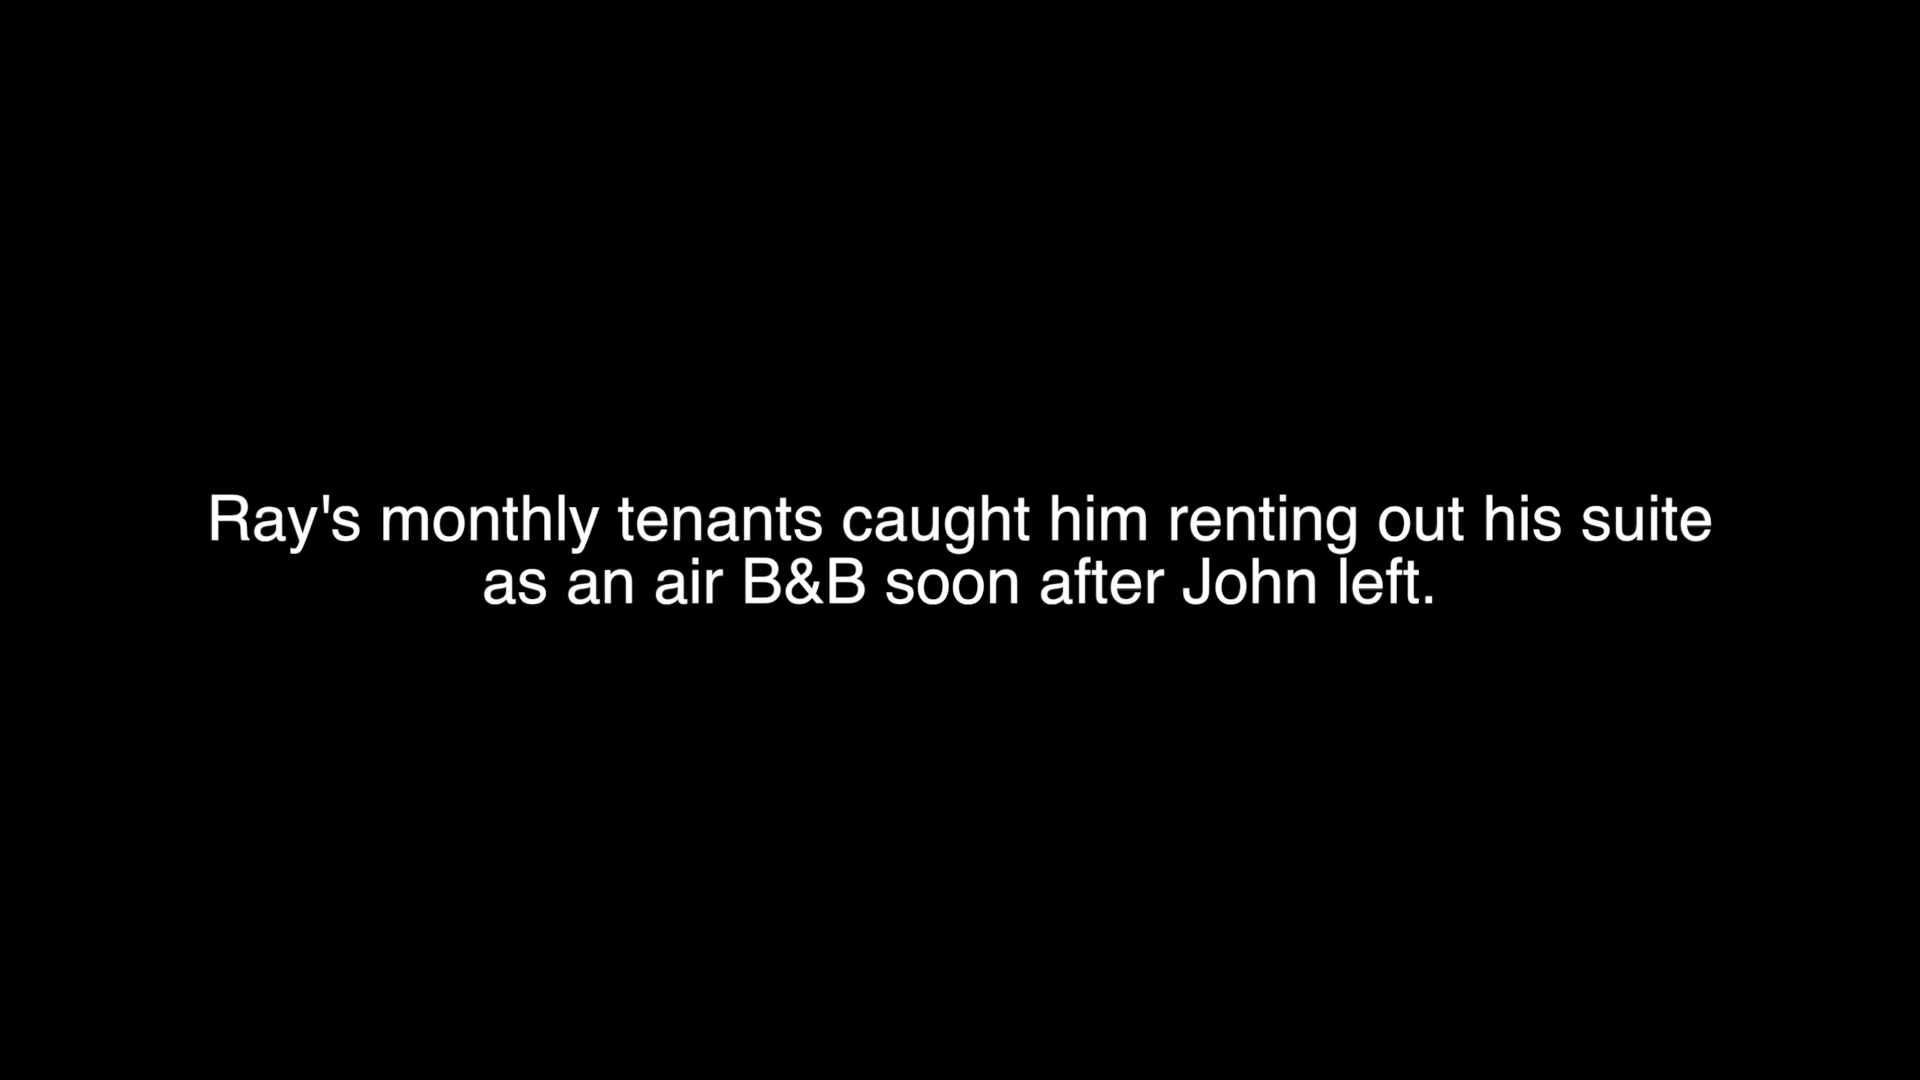 Ray's monthly tenants caught him renting out his suite
as an air B&B soon after John left.